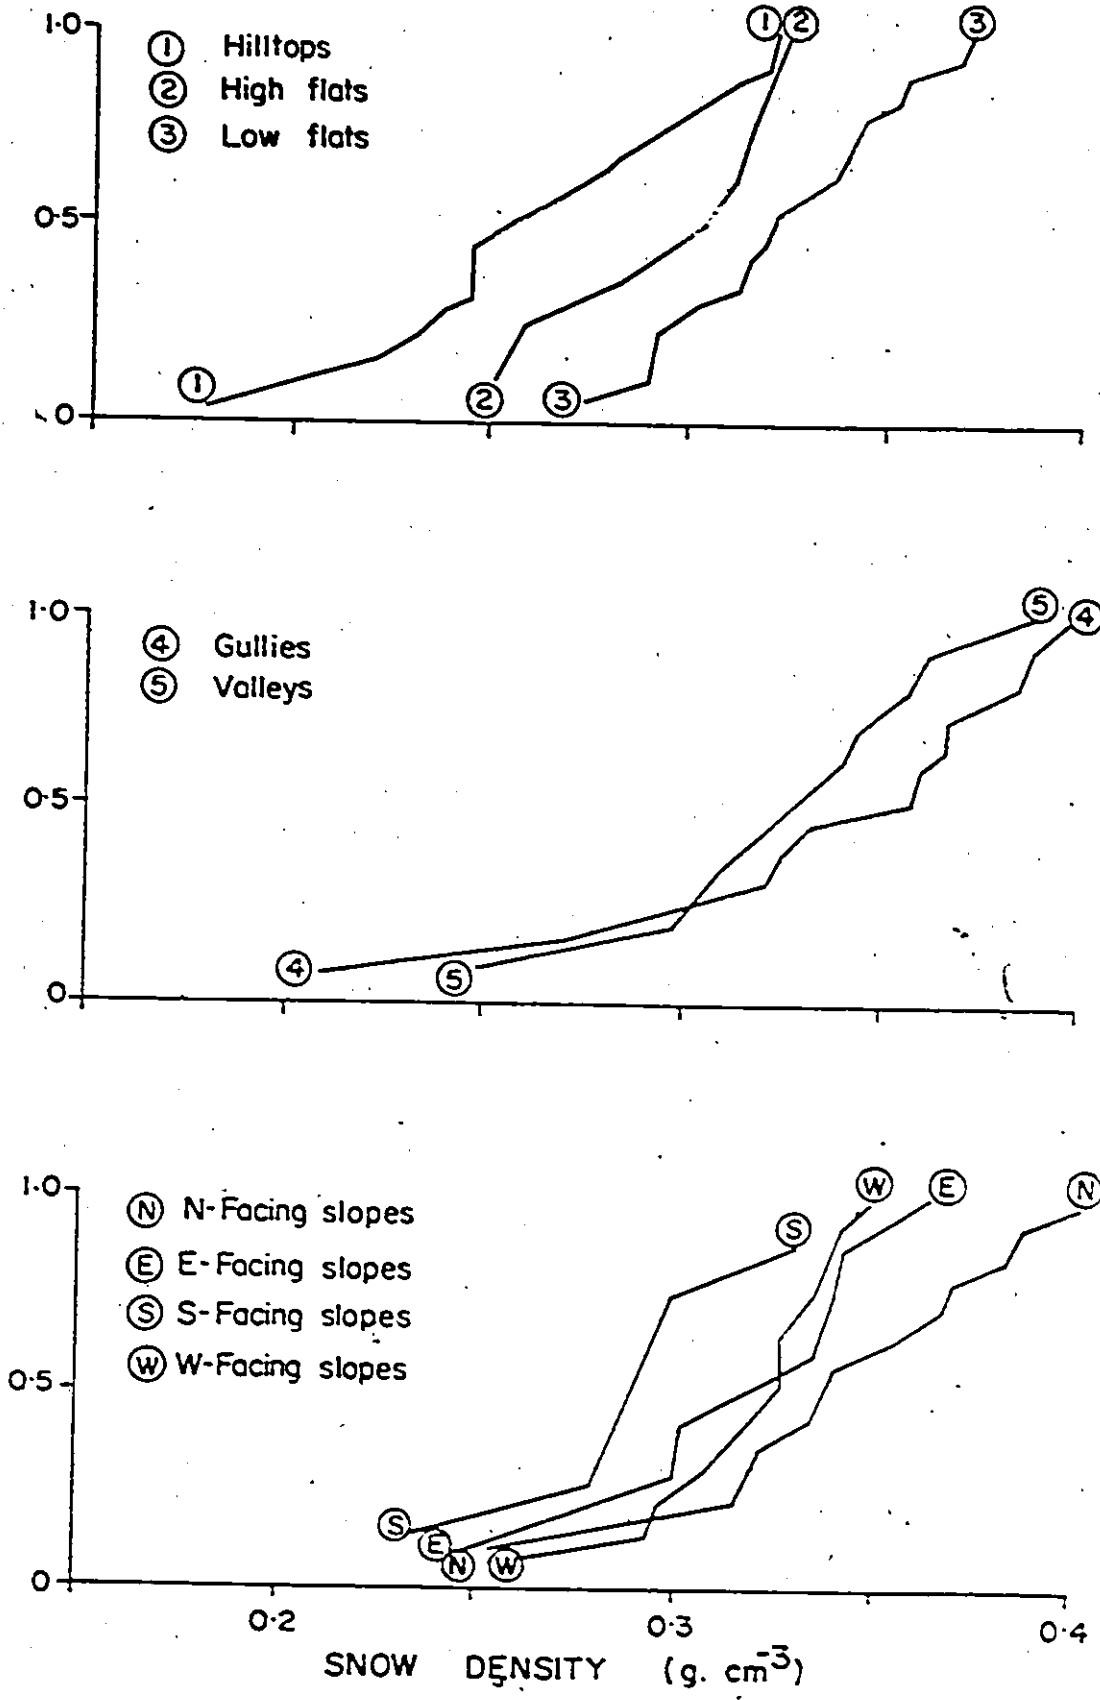 1.0
① Hilltops
② High flats
③ Low flats
① ② ③
0.5
① ② ③
0
1.0
④ Gullies
⑤ Valleys
⑤ ④
0.5
④ ⑤
0
1.0
Ⓝ N-Facing slopes
Ⓔ E-Facing slopes
Ⓢ S-Facing slopes
Ⓦ W-Facing slopes
Ⓢ Ⓦ Ⓔ Ⓝ
0.5
Ⓢ Ⓔ Ⓝ Ⓦ
0
0.2 0.3 0.4
SNOW DENSITY (g. cm⁻³)